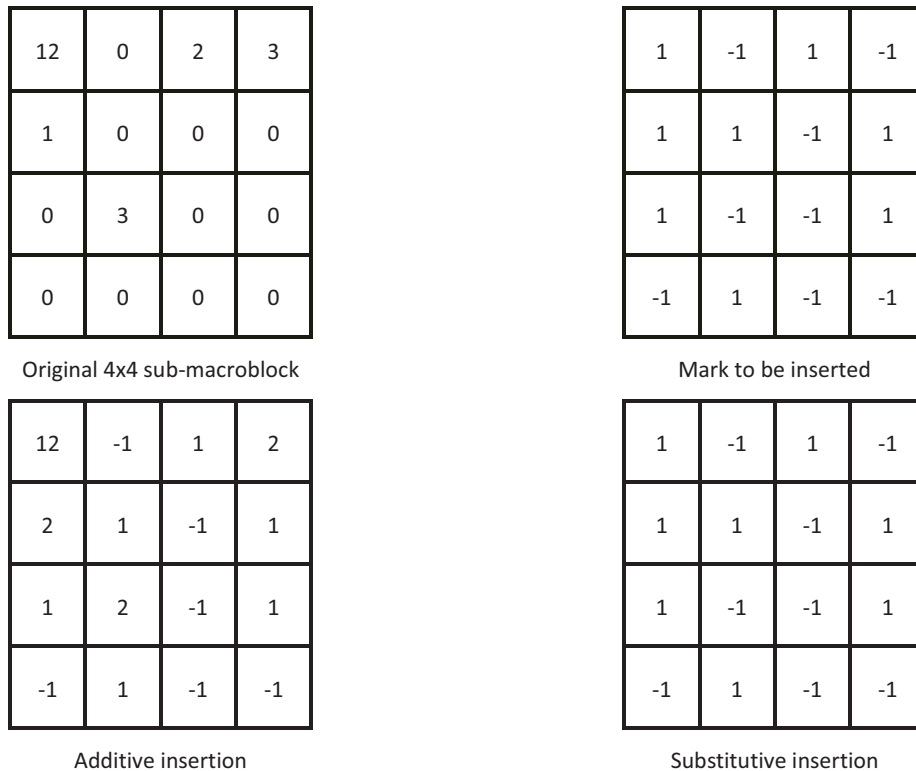 12 0 2 3
1 0 0 0
0 3 0 0
0 0 0 0
Original 4x4 sub-macroblock
1 -1 1 -1
1 1 -1 1
1 -1 -1 1
-1 1 -1 -1
Mark to be inserted
12 -1 1 2
2 1 -1 1
1 2 -1 1
-1 1 -1 -1
Additive insertion
1 -1 1 -1
1 1 -1 1
1 -1 -1 1
-1 1 -1 -1
Substitutive insertion